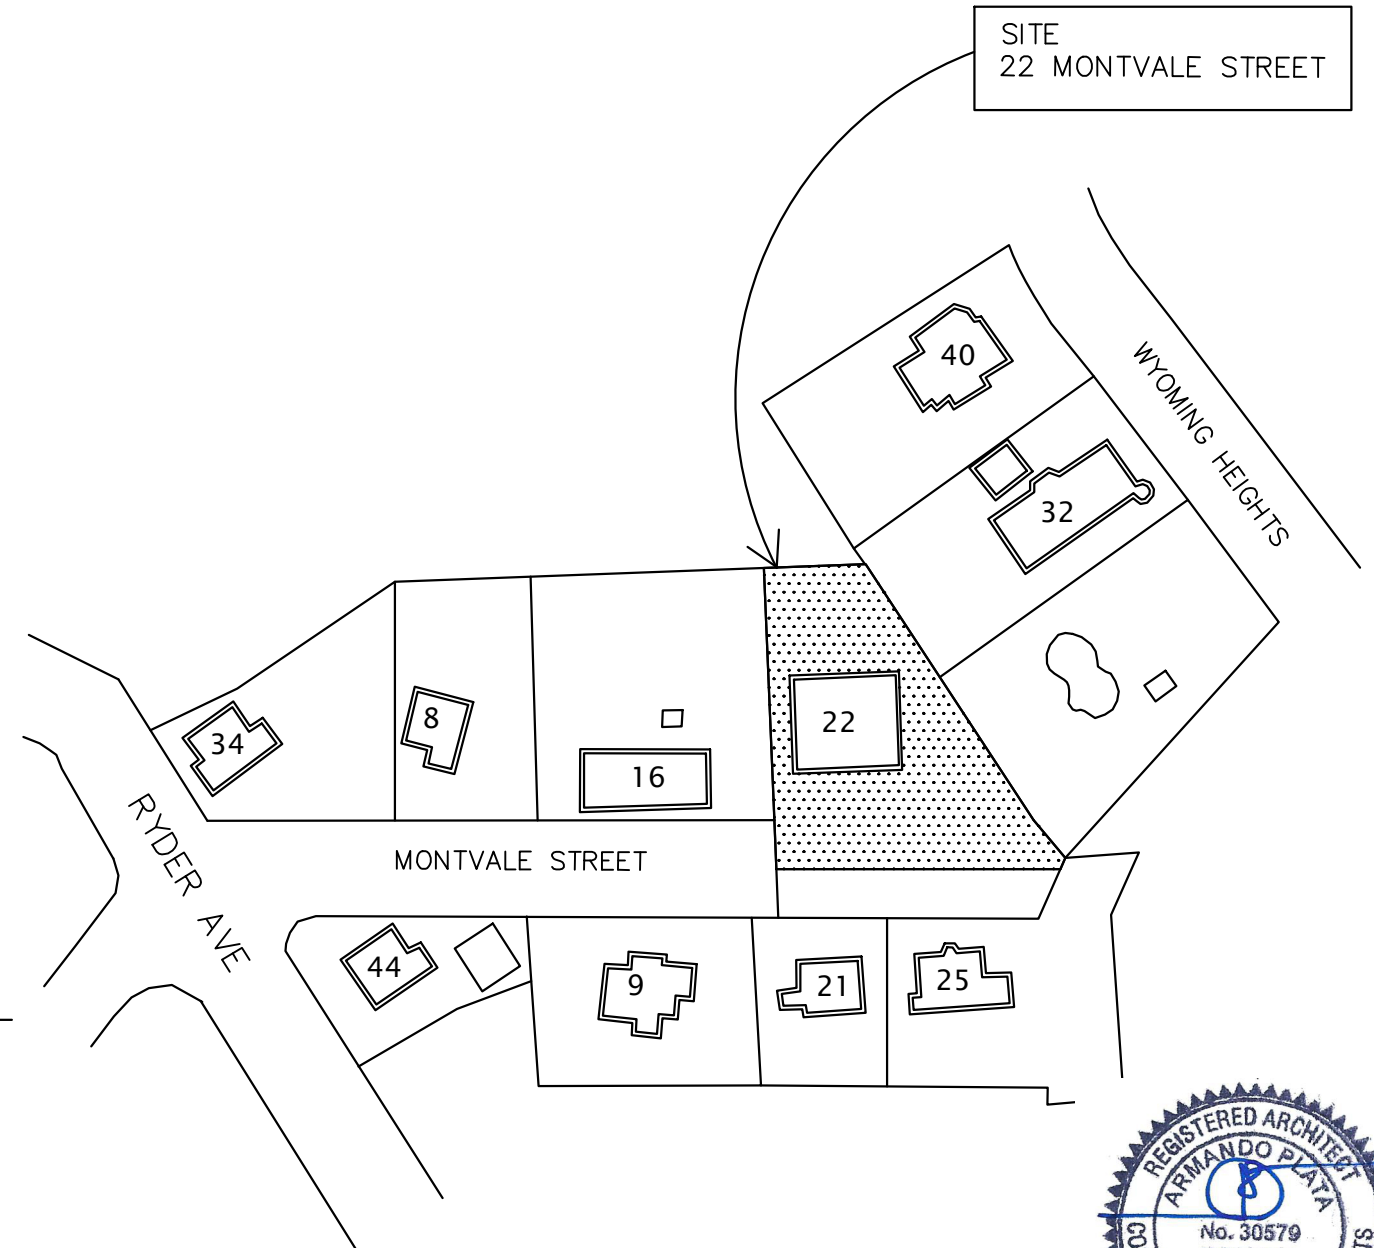 SITE
22 MONTVALE STREET
40
WYOMING HEIGHTS
32
8
22
34
16
RYDER AVE
MONTVALE STREET
44
9
21
25
REGISTERED ARCHITECT
ARMANDO PLATA
No. 30579